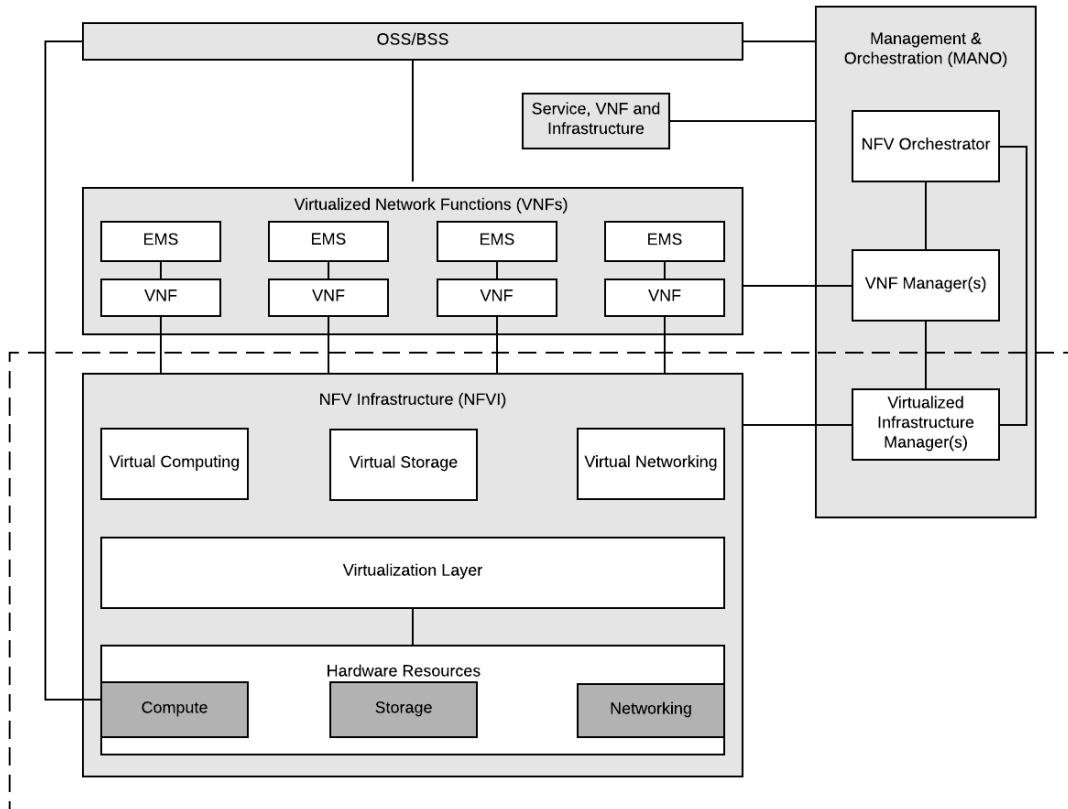 OSS/BSS
Management &
Orchestration (MANO)
Service, VNF and
Infrastructure
NFV Orchestrator
Virtualized Network Functions (VNFs)
EMS
EMS
EMS
EMS
VNF
VNF
VNF
VNF
VNF Manager(s)
NFV Infrastructure (NFVI)
Virtualized
Infrastructure
Manager(s)
Virtual Computing
Virtual Storage
Virtual Networking
Virtualization Layer
Hardware Resources
Compute
Storage
Networking